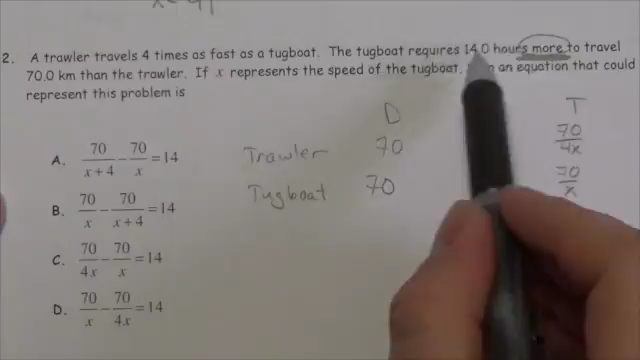 2. A trawler travels 4 times as fast as a tugboat. The tugboat requires 14.0 hours more to travel
70.0 km than the trawler. If x represents the speed of the tugboat, an equation that could
represent this problem is
D T
A. 70/(x+4) - 70/x = 14
Trawler 70 70/4x
Tugboat 70 70/x
B. 70/x - 70/(x+4) = 14
C. 70/4x - 70/x = 14
D. 70/x - 70/4x = 14